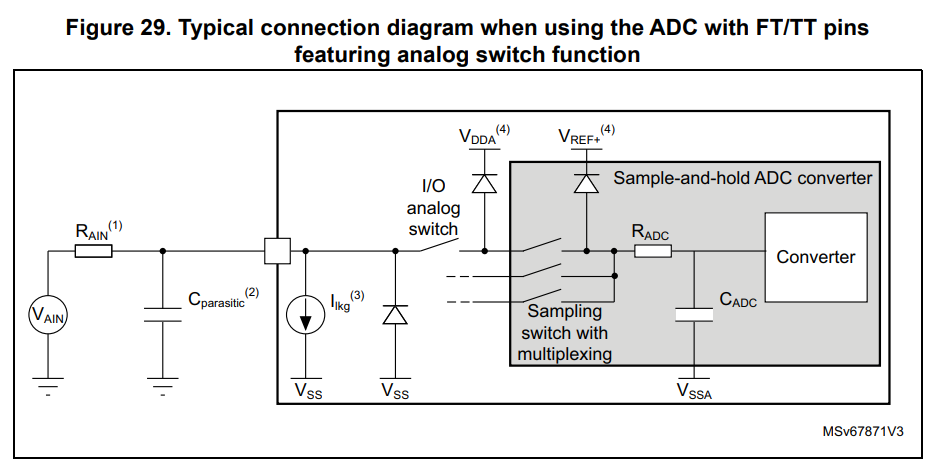 Figure 29. Typical connection diagram when using the ADC with FT/TT pins
featuring analog switch function
VDDA(4)
VREF+(4)
Sample-and-hold ADC converter
I/O
analog
switch
RAIN(1)
RADC
Converter
VAIN
Cparasitic(2)
Ilkg(3)
CADC
Sampling
switch with
multiplexing
VSS
VSS
VSSA
MSv67871V3